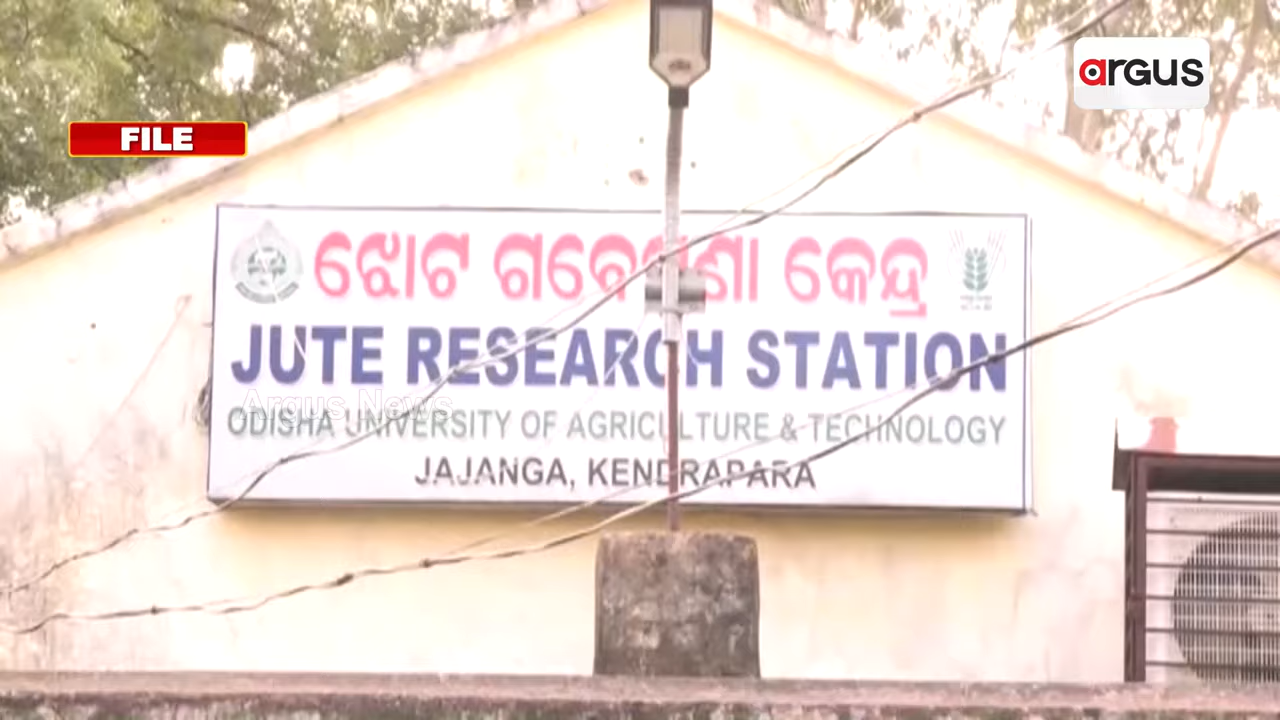 argus
FILE
ଝୋଟ ଗବେଷଣା କେନ୍ଦ୍ର
JUTE RESEARCH STATION
Argus News
ODISHA UNIVERSITY OF AGRICULTURE & TECHNOLOGY
JAJANGA, KENDRAPARA